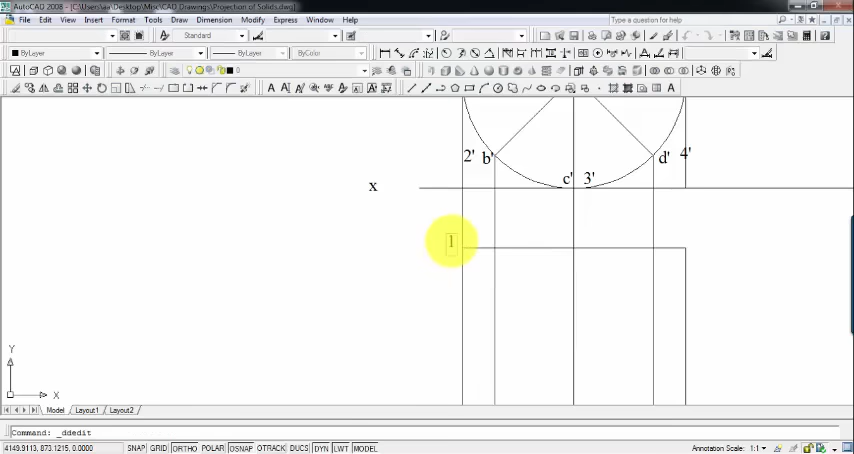 AutoCAD 2008 - [C:\Users\aa\Desktop\Misc\CAD Drawings\Projection of Solids.dwg]
File Edit View Insert Format Tools Draw Dimension Modify Express Window Help Type a question for help
Standard
ByLayer ByLayer ByLayer ByColor
0
2' b' d' 4'
c' 3'
x
1
Y
X
Model Layout1 Layout2
Command: _ddedit
4149.9113, 873.1215, 0.0000 SNAP GRID ORTHO POLAR OSNAP OTRACK DUCS DYN LWT MODEL Annotation Scale: 1:1